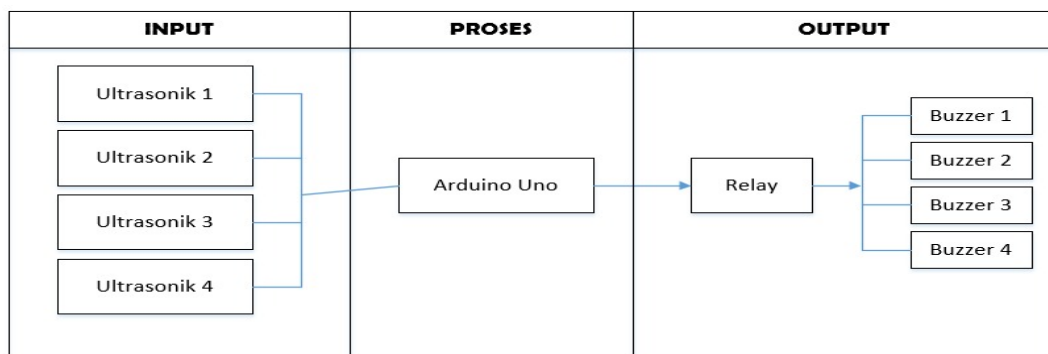 INPUT
PROSES
OUTPUT
Ultrasonik 1
Ultrasonik 2
Ultrasonik 3
Ultrasonik 4
Arduino Uno
Relay
Buzzer 1
Buzzer 2
Buzzer 3
Buzzer 4